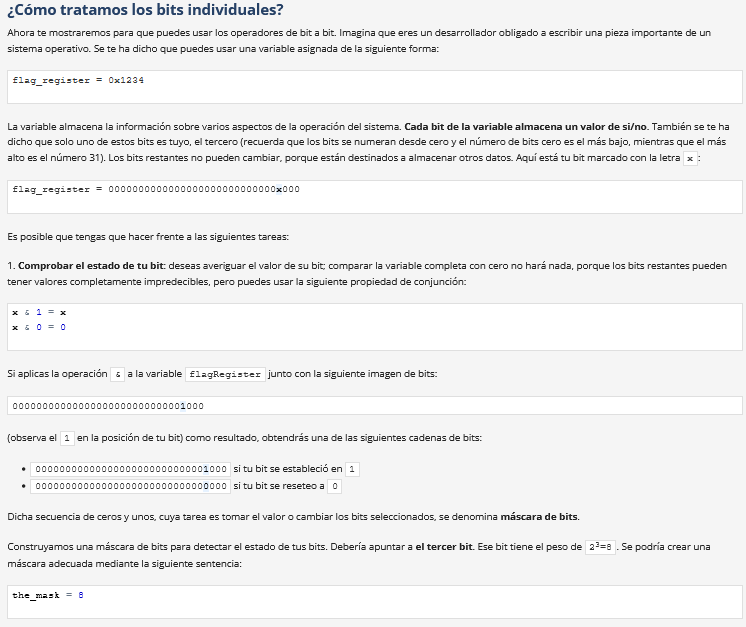 ¿Cómo tratamos los bits individuales?
Ahora te mostraremos para que puedes usar los operadores de bit a bit. Imagina que eres un desarrollador obligado a escribir una pieza importante de un
sistema operativo. Se te ha dicho que puedes usar una variable asignada de la siguiente forma:
flag_register = 0x1234
La variable almacena la información sobre varios aspectos de la operación del sistema. Cada bit de la variable almacena un valor de si/no. También se te ha
dicho que solo uno de estos bits es tuyo, el tercero (recuerda que los bits se numeran desde cero y el número de bits cero es el más bajo, mientras que el más
alto es el número 31). Los bits restantes no pueden cambiar, porque están destinados a almacenar otros datos. Aquí está tu bit marcado con la letra x :
flag_register = 0000000000000000000000000000x000
Es posible que tengas que hacer frente a las siguientes tareas:
1. Comprobar el estado de tu bit: deseas averiguar el valor de su bit; comparar la variable completa con cero no hará nada, porque los bits restantes pueden
tener valores completamente impredecibles, pero puedes usar la siguiente propiedad de conjunción:
x & 1 = x
x & 0 = 0
Si aplicas la operación & a la variable flagRegister junto con la siguiente imagen de bits:
00000000000000000000000000001000
(observa el 1 en la posición de tu bit) como resultado, obtendrás una de las siguientes cadenas de bits:
• 00000000000000000000000000001000 si tu bit se estableció en 1
• 00000000000000000000000000000000 si tu bit se reseteo a 0
Dicha secuencia de ceros y unos, cuya tarea es tomar el valor o cambiar los bits seleccionados, se denomina máscara de bits.
Construyamos una máscara de bits para detectar el estado de tus bits. Debería apuntar a el tercer bit. Ese bit tiene el peso de 2³=8 . Se podría crear una
máscara adecuada mediante la siguiente sentencia:
the_mask = 8